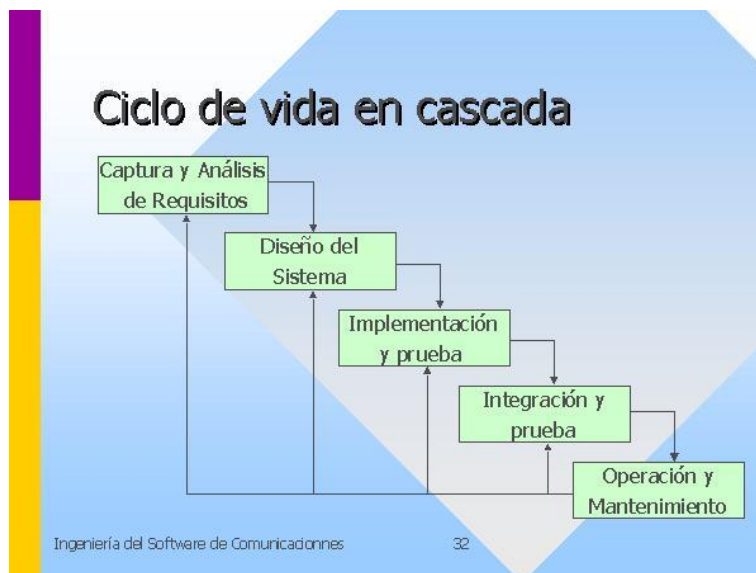 Ciclo de vida en cascada
Captura y Análisis
de Requisitos
Diseño del
Sistema
Implementación
y prueba
Integración y
prueba
Operación y
Mantenimiento
Ingeniería del Software de Comunicacionnes
32